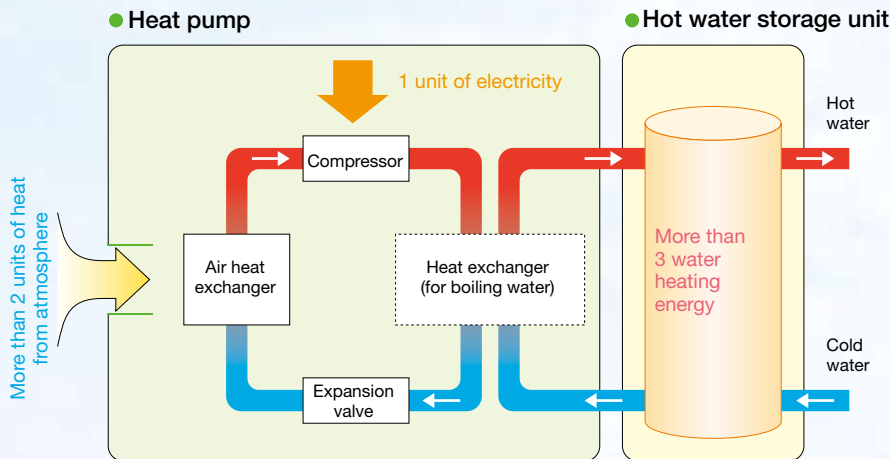 Heat pump
Hot water storage unit
1 unit of electricity
Compressor
Hot
water
More than 2 units of heat
from atmosphere
Air heat
exchanger
Heat exchanger
(for boiling water)
More than
3 water
heating
energy
Expansion
valve
Cold
water